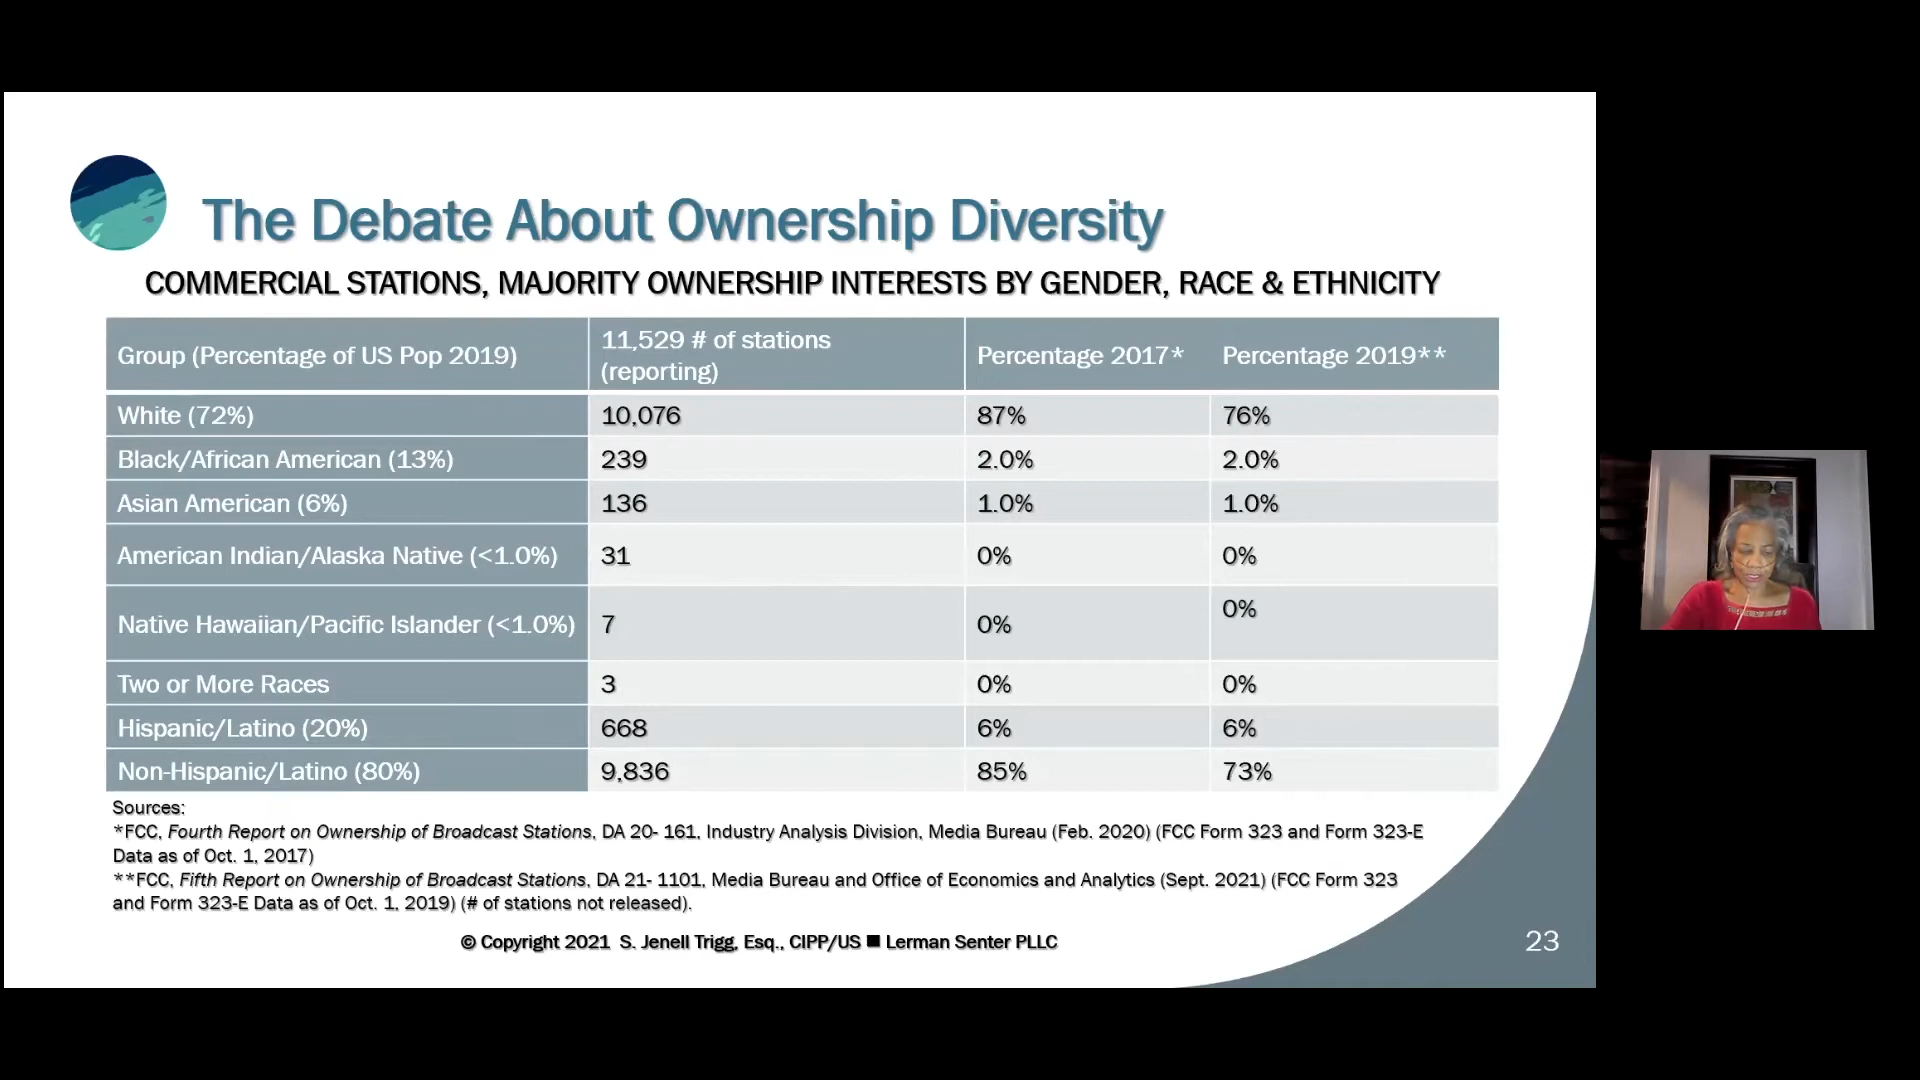 The Debate About Ownership Diversity
COMMERCIAL STATIONS, MAJORITY OWNERSHIP INTERESTS BY GENDER, RACE & ETHNICITY
Group (Percentage of US Pop 2019) 11,529 # of stations (reporting) Percentage 2017* Percentage 2019**
White (72%) 10,076 87% 76%
Black/African American (13%) 239 2.0% 2.0%
Asian American (6%) 136 1.0% 1.0%
American Indian/Alaska Native (<1.0%) 31 0% 0%
Native Hawaiian/Pacific Islander (<1.0%) 7 0% 0%
Two or More Races 3 0% 0%
Hispanic/Latino (20%) 668 6% 6%
Non-Hispanic/Latino (80%) 9,836 85% 73%
Sources:
*FCC, Fourth Report on Ownership of Broadcast Stations, DA 20- 161, Industry Analysis Division, Media Bureau (Feb. 2020) (FCC Form 323 and Form 323-E
Data as of Oct. 1, 2017)
**FCC, Fifth Report on Ownership of Broadcast Stations, DA 21- 1101, Media Bureau and Office of Economics and Analytics (Sept. 2021) (FCC Form 323
and Form 323-E Data as of Oct. 1, 2019) (# of stations not released).
© Copyright 2021 S. Jenell Trigg, Esq., CIPP/US ■ Lerman Senter PLLC
23